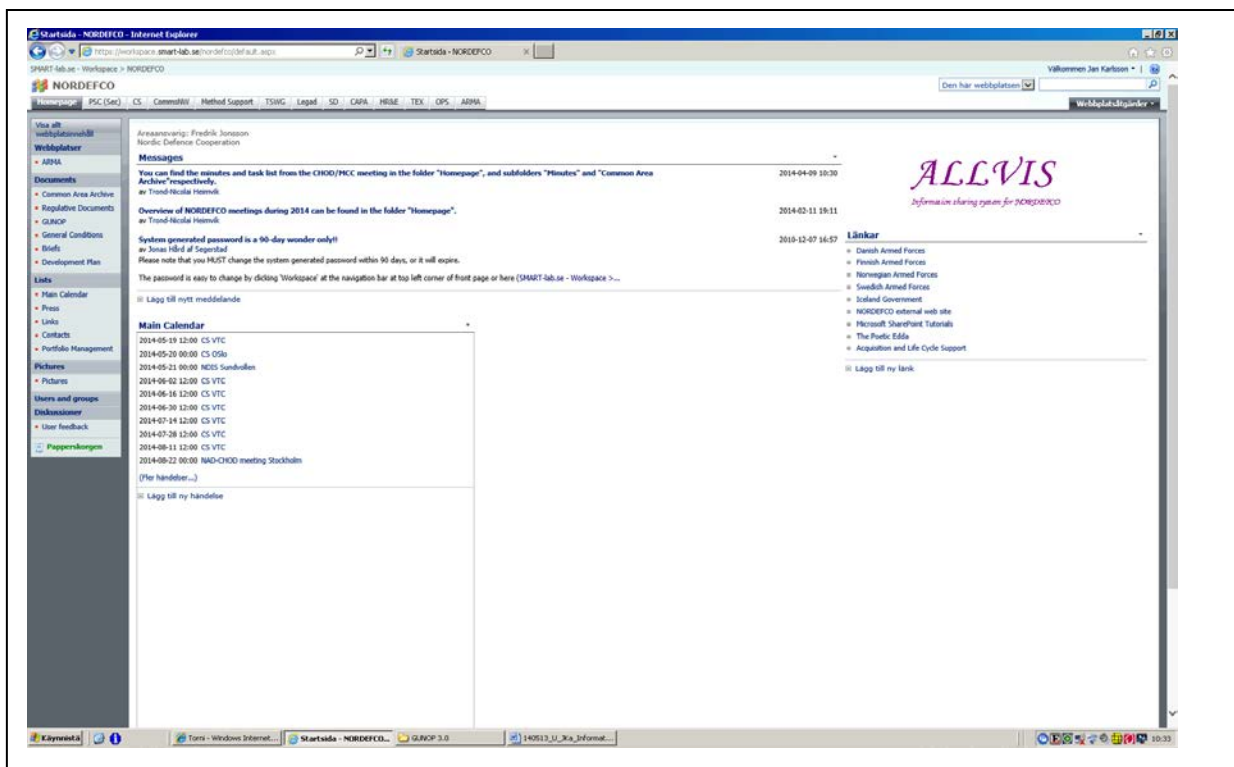 Startsida - NORDEFCO - Internet Explorer
https://workspace.smart-lab.se/nordefco/default.aspx
Startsida - NORDEFCO
SMART-lab.se - Workspace > NORDEFCO
Välkommen Jan Karlsson
NORDEFCO
Den här webbplatsen
Homepage PSC (Sec) CS CommsNW Method Support TSWG Legad SD CAPA HR&E TEX OPS ARMA
Webbplatsåtgärder
Visa allt webbplatsinnehåll
Webbplatser
ARMA
Documents
Common Area Archive
Regulative Documents
GUNOP
General Conditions
Briefs
Development Plan
Lists
Main Calendar
Press
Links
Contacts
Portfolio Management
Pictures
Pictures
Users and groups
Diskussioner
User feedback
Papperskorgen
Areaansvarig: Fredrik Jonsson
Nordic Defence Cooperation
Messages
You can find the minutes and task list from the CHOD/MCC meeting in the folder "Homepage", and subfolders "Minutes" and "Common Area 2014-04-09 10:30
Archive"respectively.
av Trond-Nicolai Heimvik
Overview of NORDEFCO meetings during 2014 can be found in the folder "Homepage". 2014-02-11 19:11
av Trond-Nicolai Heimvik
System generated password is a 90-day wonder only!! 2010-12-07 16:57
av Jonas Hård af Segerstad
Please note that you MUST change the system generated password within 90 days, or it will expire.
The password is easy to change by clicking 'Workspace' at the navigation bar at top left corner of front page or here (SMART-lab.se - Workspace >...
Lägg till nytt meddelande
Main Calendar
2014-05-19 12:00 CS VTC
2014-05-20 00:00 CS OSlo
2014-05-21 00:00 NDIS Sundvollen
2014-06-02 12:00 CS VTC
2014-06-16 12:00 CS VTC
2014-06-30 12:00 CS VTC
2014-07-14 12:00 CS VTC
2014-07-28 12:00 CS VTC
2014-08-11 12:00 CS VTC
2014-08-22 00:00 NAD-CHOD meeting Stockholm
(Fler händelser...)
Lägg till ny händelse
ALLVIS
Information sharing system for NORDEFCO
Länkar
Danish Armed Forces
Finnish Armed Forces
Norwegian Armed Forces
Swedish Armed Forces
Iceland Government
NORDEFCO external web site
Microsoft SharePoint Tutorials
The Poetic Edda
Acquisition and Life Cycle Support
Lägg till ny länk
Käynnistä
Torni - Windows Internet...
Startsida - NORDEFCO...
GUNOP 3.0
140513_U_JKa_Informat...
10:33